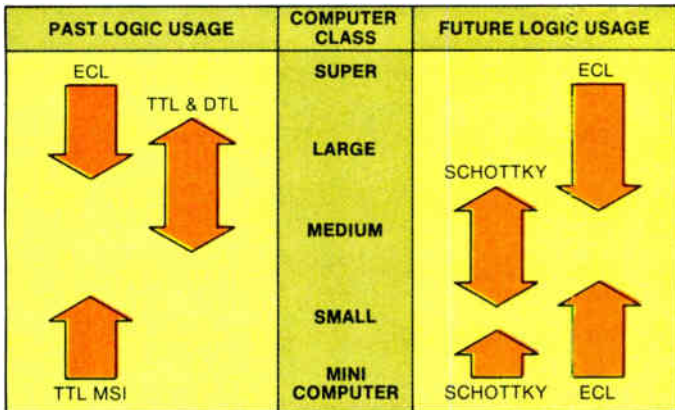 PAST LOGIC USAGE
COMPUTER
CLASS
FUTURE LOGIC USAGE
ECL
SUPER
ECL
TTL & DTL
LARGE
SCHOTTKY
MEDIUM
SMALL
TTL MSI
MINI
COMPUTER
SCHOTTKY
ECL